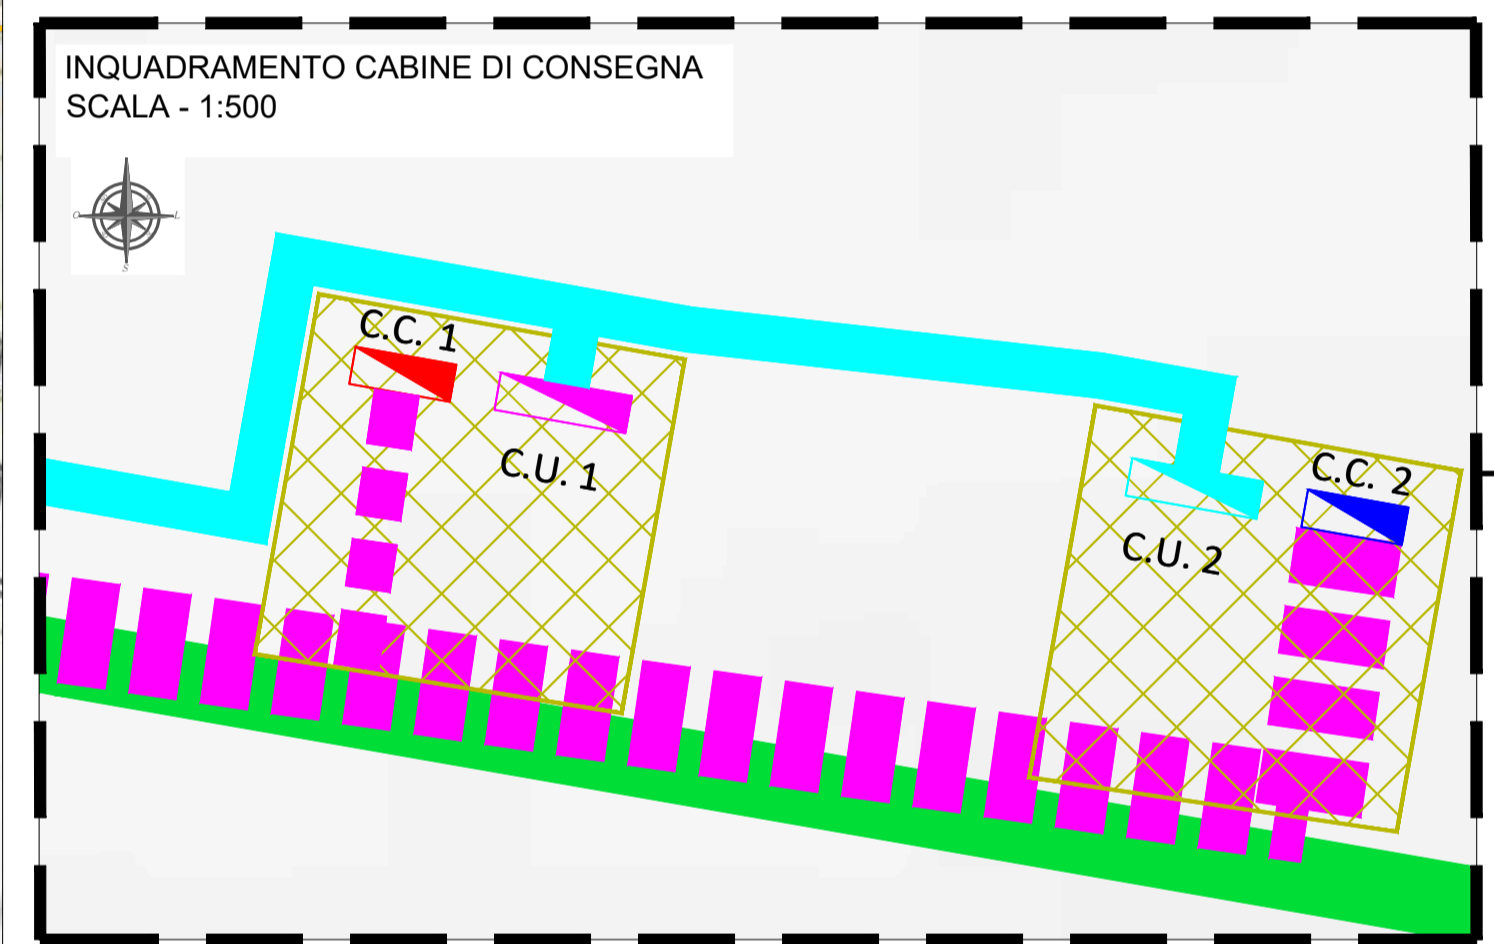 INQUADRAMENTO CABINE DI CONSEGNA
SCALA - 1:500
O
L
S
C.C. 1
C.U. 1
C.C. 2
C.U. 2